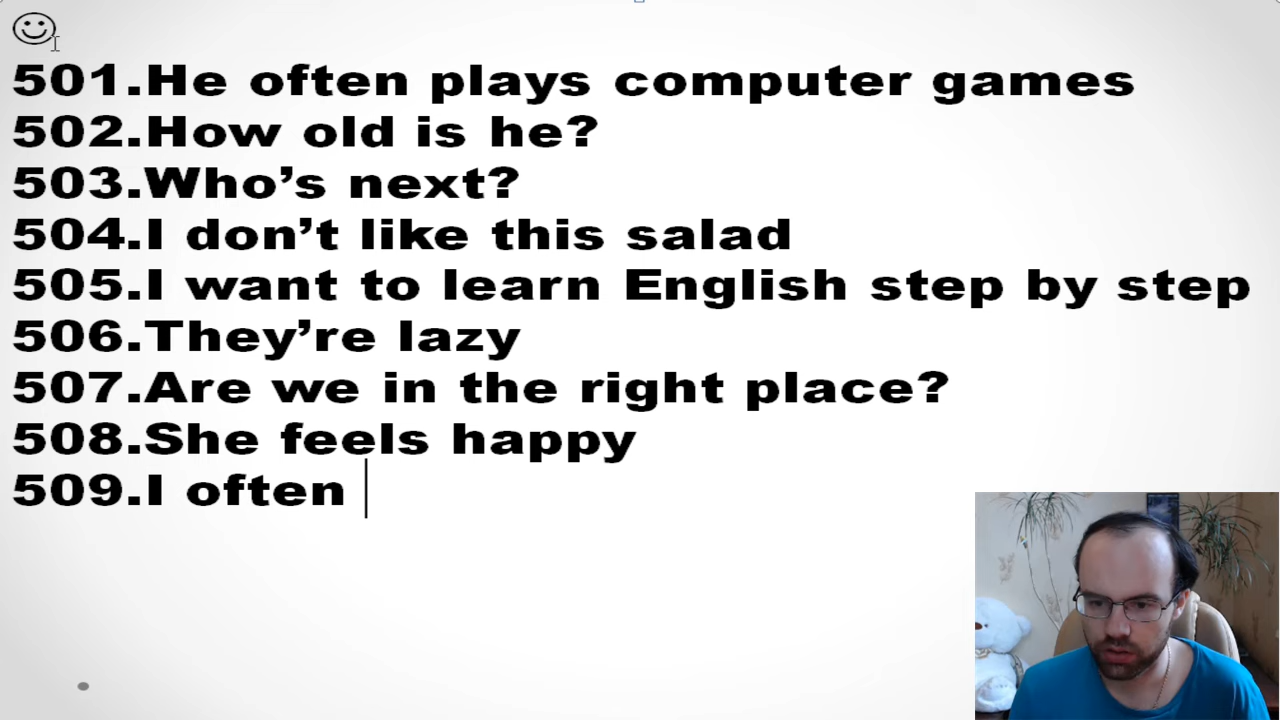 501.He often plays computer games
502.How old is he?
503.Who’s next?
504.I don’t like this salad
505.I want to learn English step by step
506.They’re lazy
507.Are we in the right place?
508.She feels happy
509.I often